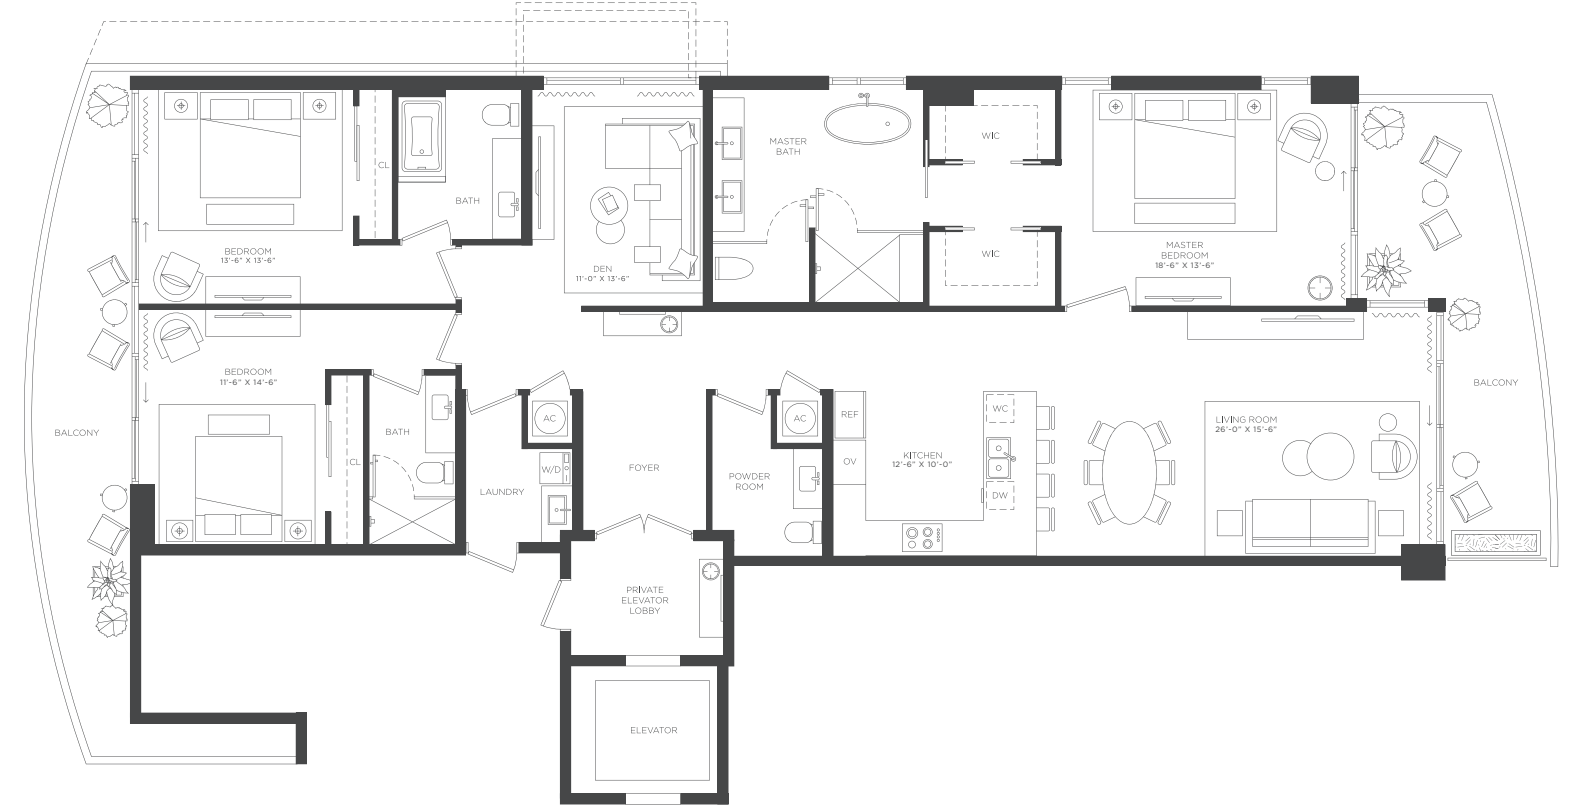 WIC
MASTER
BATH
CL
BATH
BEDROOM
13'-6" X 13'-6"
DEN
11'-0" X 13'-6"
WIC
MASTER
BEDROOM
18'-6" X 13'-6"
BEDROOM
11'-6" X 14'-6"
BALCONY
BALCONY
BATH
CL
AC
AC
REF
WC
LIVING ROOM
26'-0" X 15'-6"
OV
KITCHEN
12'-6" X 10'-0"
W/D
FOYER
POWDER
ROOM
LAUNDRY
DW
PRIVATE
ELEVATOR
LOBBY
ELEVATOR